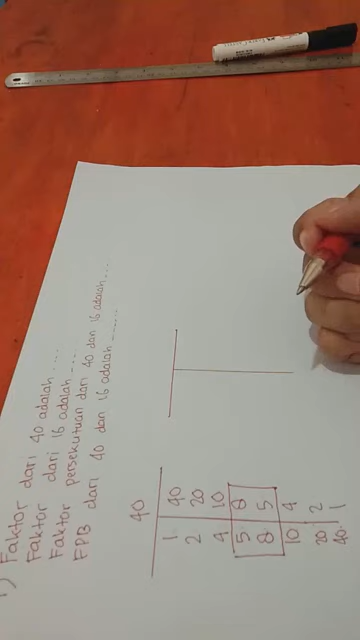 1) Faktor dari 40 adalah ....
Faktor dari 16 adalah ....
Faktor persekutuan dari 40 dan 16 adalah ....
FPB dari 40 dan 16 adalah ......
40
1 40
2 20
4 10
5 8
8 5
10 4
20 2
40 1